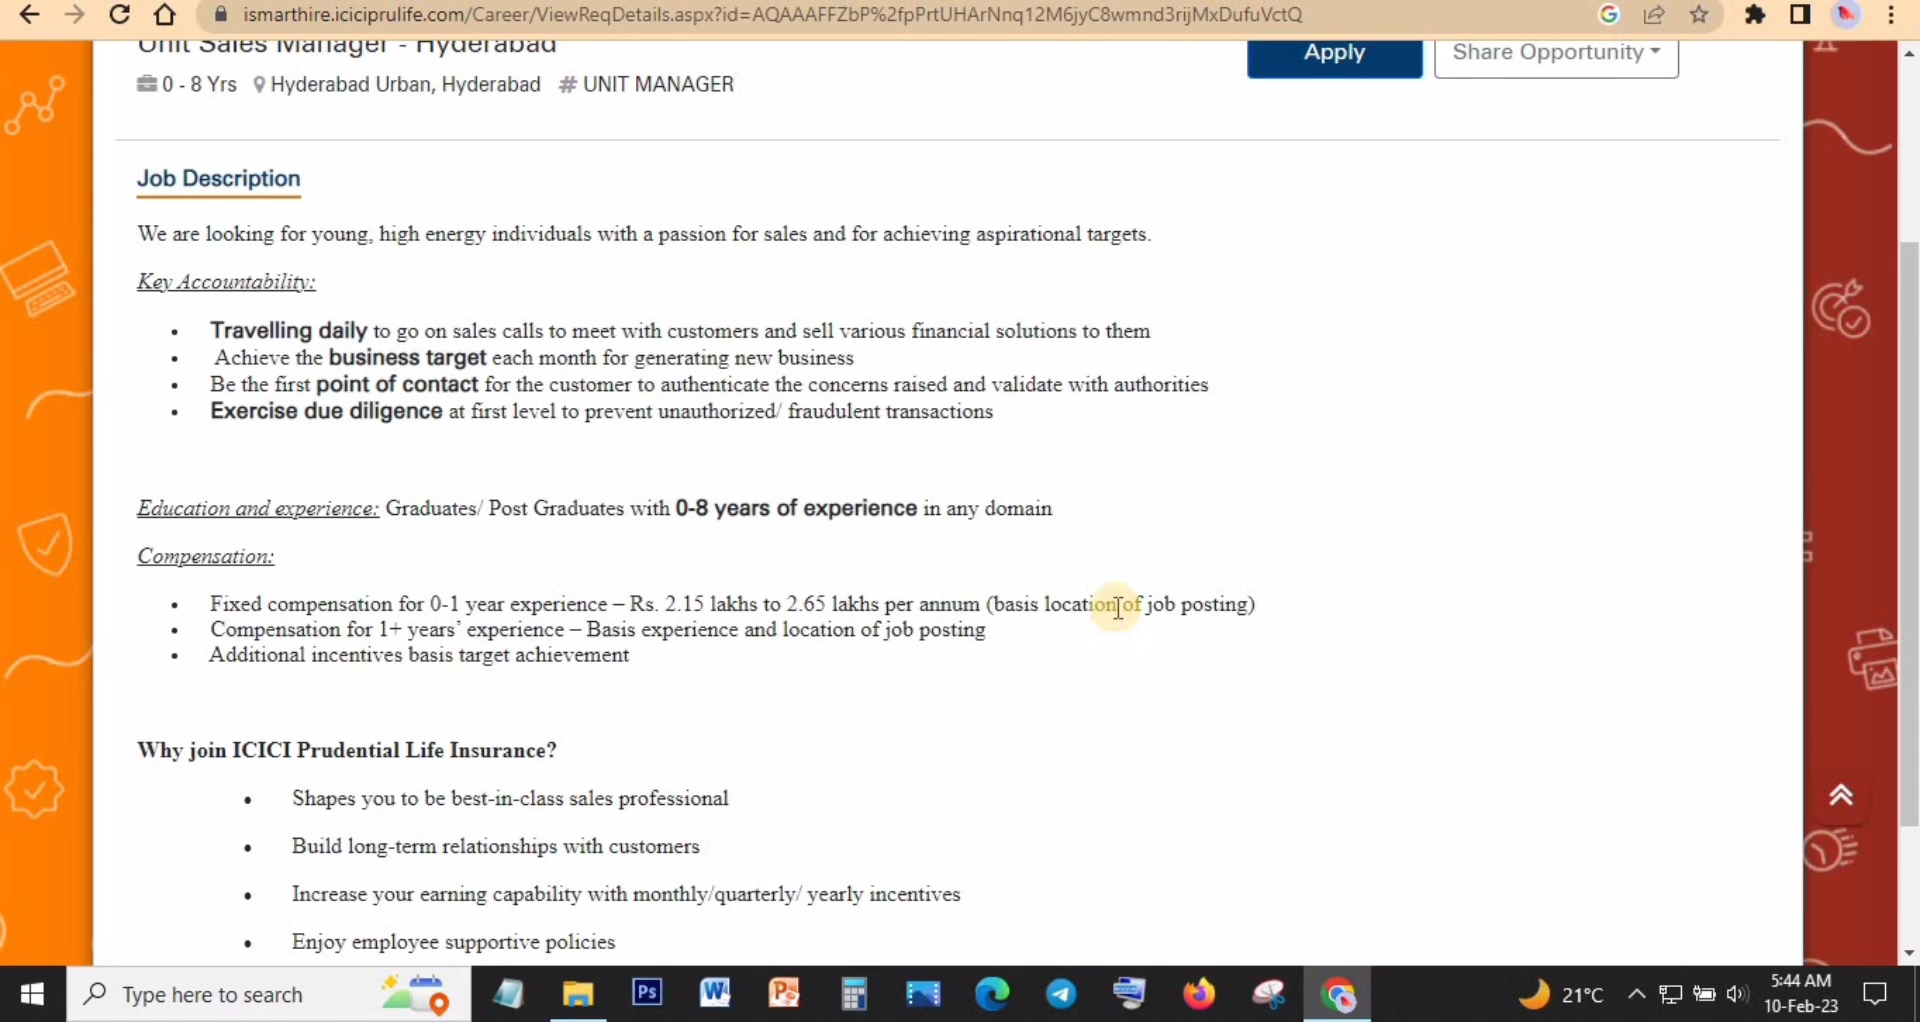 ismarthire.iciciprulife.com/Career/ViewReqDetails.aspx?id=AQAAAFFZbP%2fpPrtUHArNnq12M6jyC8wmnd3rijMxDufuVctQ
Unit Sales Manager - Hyderabad
Apply
Share Opportunity
0 - 8 Yrs Hyderabad Urban, Hyderabad # UNIT MANAGER
Job Description
We are looking for young, high energy individuals with a passion for sales and for achieving aspirational targets.
Key Accountability:
• Travelling daily to go on sales calls to meet with customers and sell various financial solutions to them
• Achieve the business target each month for generating new business
• Be the first point of contact for the customer to authenticate the concerns raised and validate with authorities
• Exercise due diligence at first level to prevent unauthorized/ fraudulent transactions
Education and experience: Graduates/ Post Graduates with 0-8 years of experience in any domain
Compensation:
• Fixed compensation for 0-1 year experience – Rs. 2.15 lakhs to 2.65 lakhs per annum (basis location of job posting)
• Compensation for 1+ years’ experience – Basis experience and location of job posting
• Additional incentives basis target achievement
Why join ICICI Prudential Life Insurance?
• Shapes you to be best-in-class sales professional
• Build long-term relationships with customers
• Increase your earning capability with monthly/quarterly/ yearly incentives
• Enjoy employee supportive policies
Type here to search
Ps
21°C
5:44 AM
10-Feb-23